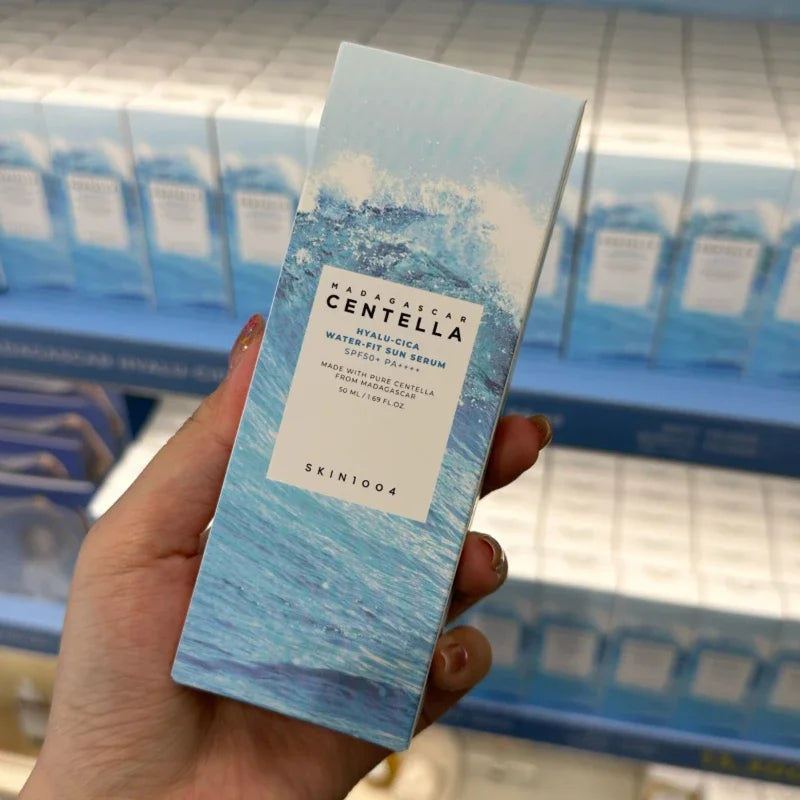 MADAGASCAR
CENTELLA
HYALU-CICA
WATER-FIT SUN SERUM
SPF50+ PA++++
MADE WITH PURE CENTELLA
FROM MADAGASCAR
50 ML / 1.69 FL.OZ
SKIN1004